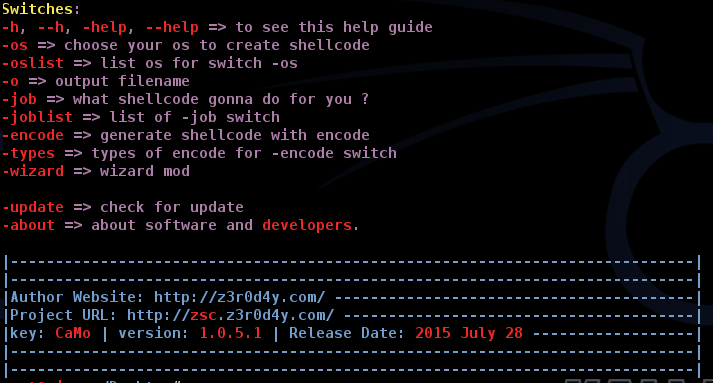 Switches:
-h, --h, -help, --help => to see this help guide
-os => choose your os to create shellcode
-oslist => list os for switch -os
-o => output filename
-job => what shellcode gonna do for you ?
-joblist => list of -job switch
-encode => generate shellcode with encode
-types => types of encode for -encode switch
-wizard => wizard mod
-update => check for update
-about => about software and developers.
|----------------------------------------------------------------------------|
|----------------------------------------------------------------------------|
|Author Website: http://z3r0d4y.com/ ----------------------------------------|
|Project URL: http://zsc.z3r0d4y.com/ ---------------------------------------|
|key: CaMo | version: 1.0.5.1 | Release Date: 2015 July 28 ------------------|
|----------------------------------------------------------------------------|
|----------------------------------------------------------------------------|